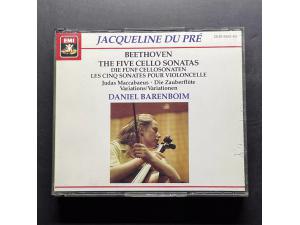 EMI
JACQUELINE DU PRÉ
BEETHOVEN
THE FIVE CELLO SONATAS
DIE FÜNF CELLOSONATEN
LES CINQ SONATES POUR VIOLONCELLE
Judas Maccabaeus · Die Zauberflöte
Variations/Variationen
DANIEL BARENBOIM